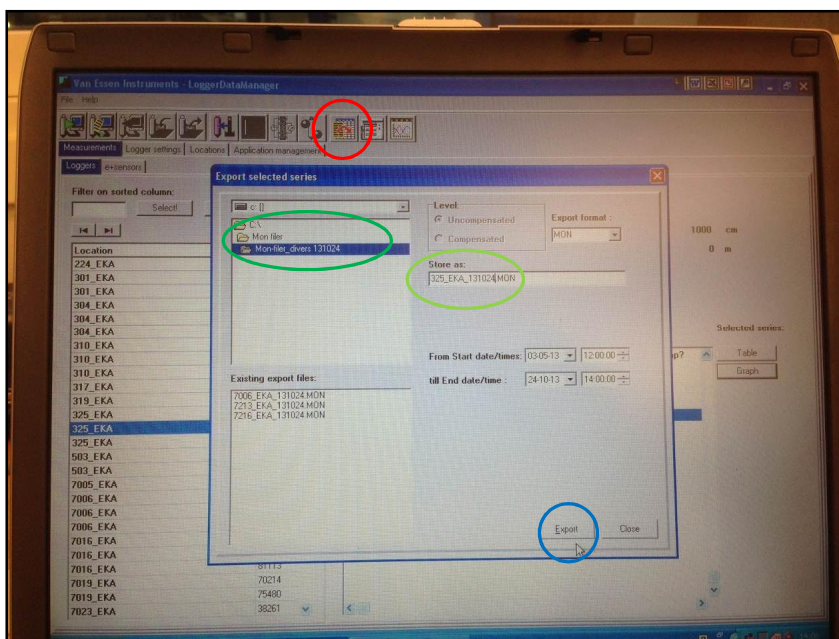 Van Essen Instruments - LoggerDataManager
File Help
Measurements Logger settings Locations Application management
Loggers e+sensors
Filter on sorted column:
Select!
Location
224_EKA
301_EKA
301_EKA
304_EKA
304_EKA
304_EKA
310_EKA
310_EKA
310_EKA
317_EKA
319_EKA
325_EKA
325_EKA
325_EKA
503_EKA
503_EKA
7005_EKA
7006_EKA
7006_EKA
7006_EKA
7016_EKA
7016_EKA
7016_EKA 81113
7019_EKA 70214
7019_EKA 75480
7023_EKA 38261
Export selected series
c: []
C:\
Mon filer
Mon-filer_divers 131024
Existing export files:
7006_EKA_131024.MON
7213_EKA_131024.MON
7216_EKA_131024.MON
Level:
Uncompensated
Compensated
Export format :
MON
Store as:
325_EKA_131024.MON
From Start date/times: 03-05-13 12:00:00
till End date/time : 24-10-13 14:00:00
Export Close
1000 cm
0 m
Selected series:
Table
Graph